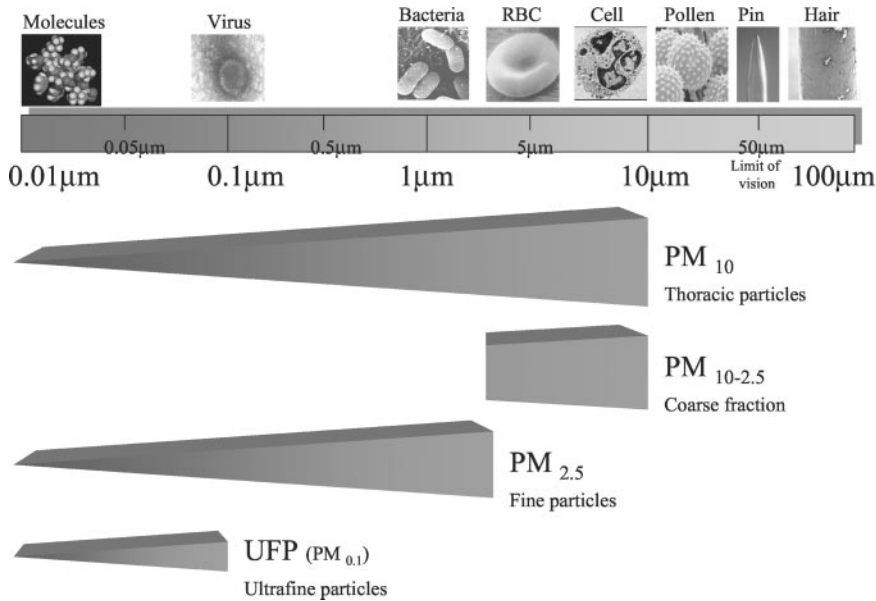 Molecules Virus Bacteria RBC Cell Pollen Pin Hair
0.05μm 0.5μm 5μm 50μm
0.01μm 0.1μm 1μm 10μm 100μm
Limit of
vision
PM 10
Thoracic particles
PM 10-2.5
Coarse fraction
PM 2.5
Fine particles
UFP (PM 0.1)
Ultrafine particles